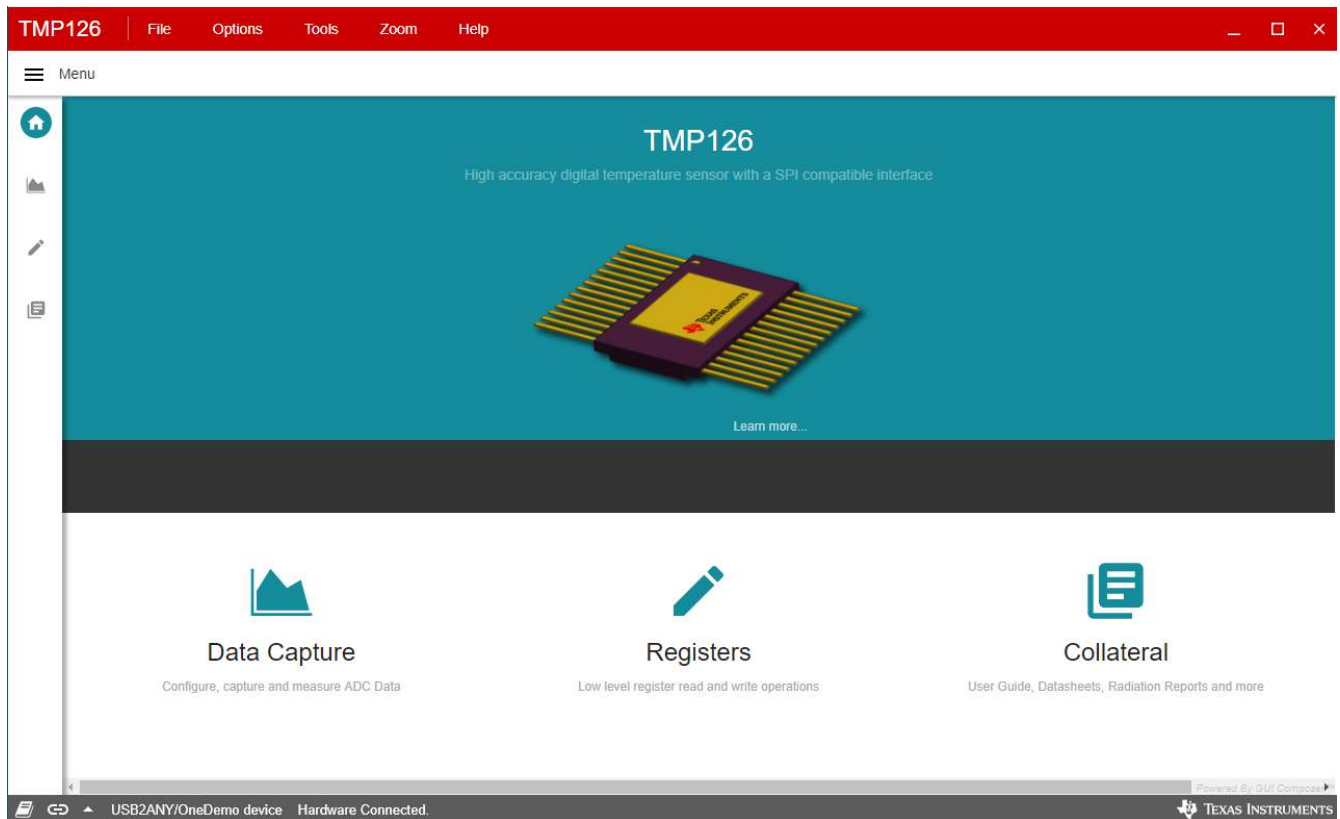 TMP126 File Options Tools Zoom Help
Menu
TMP126
High accuracy digital temperature sensor with a SPI compatible interface
TEXAS
INSTRUMENTS
Learn more...
Data Capture
Configure, capture and measure ADC Data
Registers
Low level register read and write operations
Collateral
User Guide, Datasheets, Radiation Reports and more
Powered By GUI Composer
USB2ANY/OneDemo device Hardware Connected.
TEXAS INSTRUMENTS